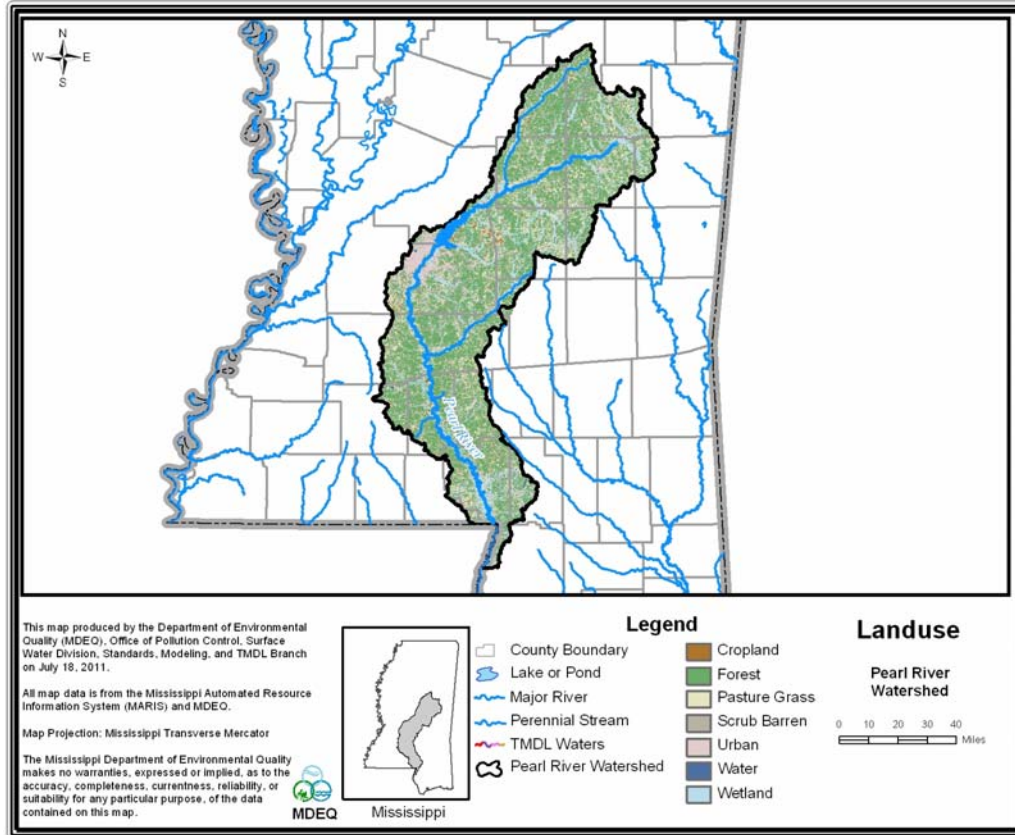 N
W E
S
Pearl River
This map produced by the Department of Environmental
Quality (MDEQ), Office of Pollution Control, Surface
Water Division, Standards, Modeling, and TMDL Branch
on July 18, 2011.
All map data is from the Mississippi Automated Resource
Information System (MARIS) and MDEQ.
Map Projection: Mississippi Transverse Mercator
The Mississippi Department of Environmental Quality
makes no warranties, expressed or implied, as to the
accuracy, completeness, currentness, reliability, or
suitability for any particular purpose, of the data
contained on this map.
MDEQ
Mississippi
Legend
County Boundary
Lake or Pond
Major River
Perennial Stream
TMDL Waters
Pearl River Watershed
Cropland
Forest
Pasture Grass
Scrub Barren
Urban
Water
Wetland
Landuse
Pearl River
Watershed
0 10 20 30 40
Miles